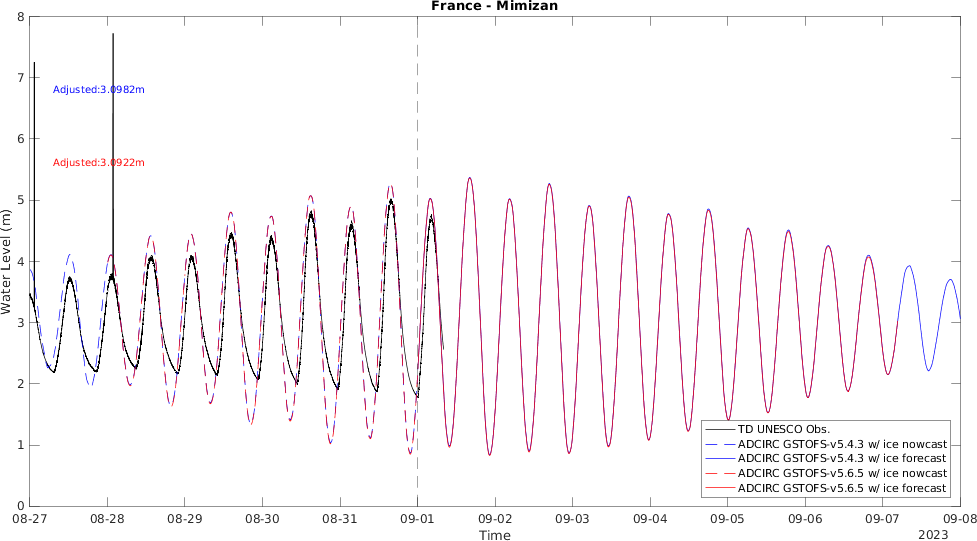 France - Mimizan
8
7
6
5
4
3
2
1
0
Water Level (m)
Adjusted:3.0982m
Adjusted:3.0922m
TD UNESCO Obs.
ADCIRC GSTOFS-v5.4.3 w/ ice nowcast
ADCIRC GSTOFS-v5.4.3 w/ ice forecast
ADCIRC GSTOFS-v5.6.5 w/ ice nowcast
ADCIRC GSTOFS-v5.6.5 w/ ice forecast
08-27 08-28 08-29 08-30 08-31 09-01 09-02 09-03 09-04 09-05 09-06 09-07 09-08
Time
2023